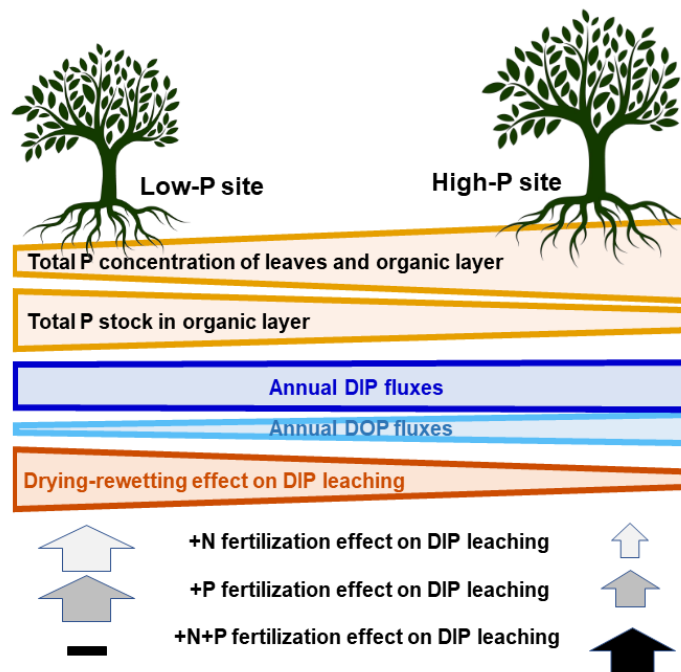 Low-P site
High-P site
Total P concentration of leaves and organic layer
Total P stock in organic layer
Annual DIP fluxes
Annual DOP fluxes
Drying-rewetting effect on DIP leaching
+N fertilization effect on DIP leaching
+P fertilization effect on DIP leaching
+N+P fertilization effect on DIP leaching